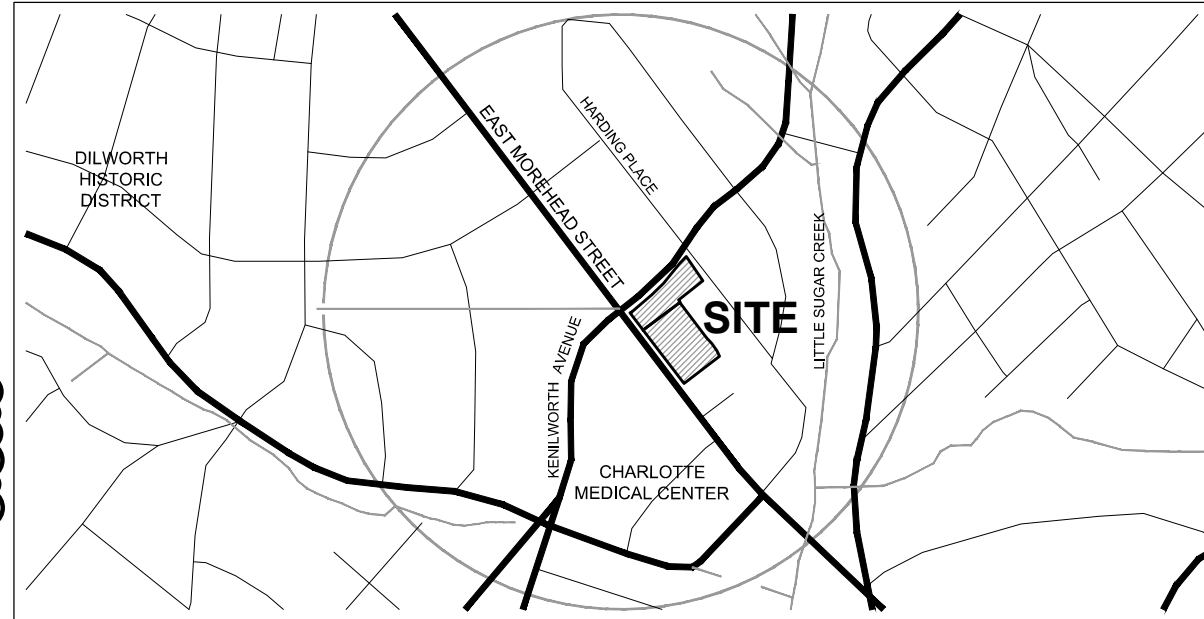 DILWORTH
HISTORIC
DISTRICT
EAST MOREHEAD STREET
HARDING PLACE
LITTLE SUGAR CREEK
SITE
KENILWORTH AVENUE
CHARLOTTE
MEDICAL CENTER